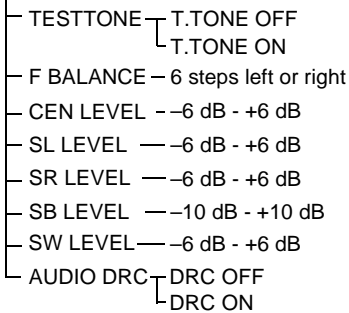 TESTTONE T.TONE OFF
T.TONE ON
F BALANCE 6 steps left or right
CEN LEVEL –6 dB - +6 dB
SL LEVEL –6 dB - +6 dB
SR LEVEL –6 dB - +6 dB
SB LEVEL –10 dB - +10 dB
SW LEVEL –6 dB - +6 dB
AUDIO DRC DRC OFF
DRC ON